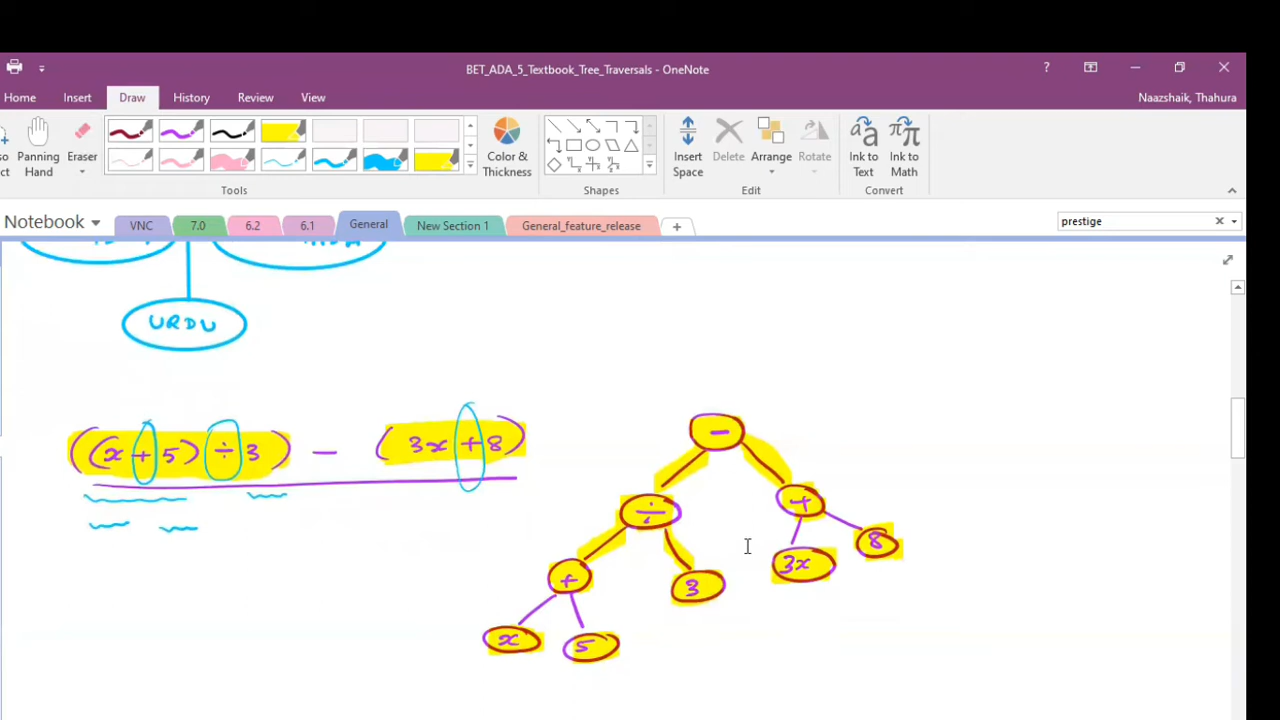 BET_ADA_5_Textbook_Tree_Traversals - OneNote
?
Home Insert Draw History Review View
Naazshaik, Thahura
Panning Hand
Eraser
Color & Thickness
Insert Space
Delete
Arrange
Rotate
Ink to Text
Ink to Math
Tools
Shapes
Edit
Convert
Notebook
VNC
7.0
6.2
6.1
General
New Section 1
General_feature_release
+
prestige
URDU
((x + 5) ÷ 3) - (3x + 8)
-
÷ +
+ 3 3x 8
x 5